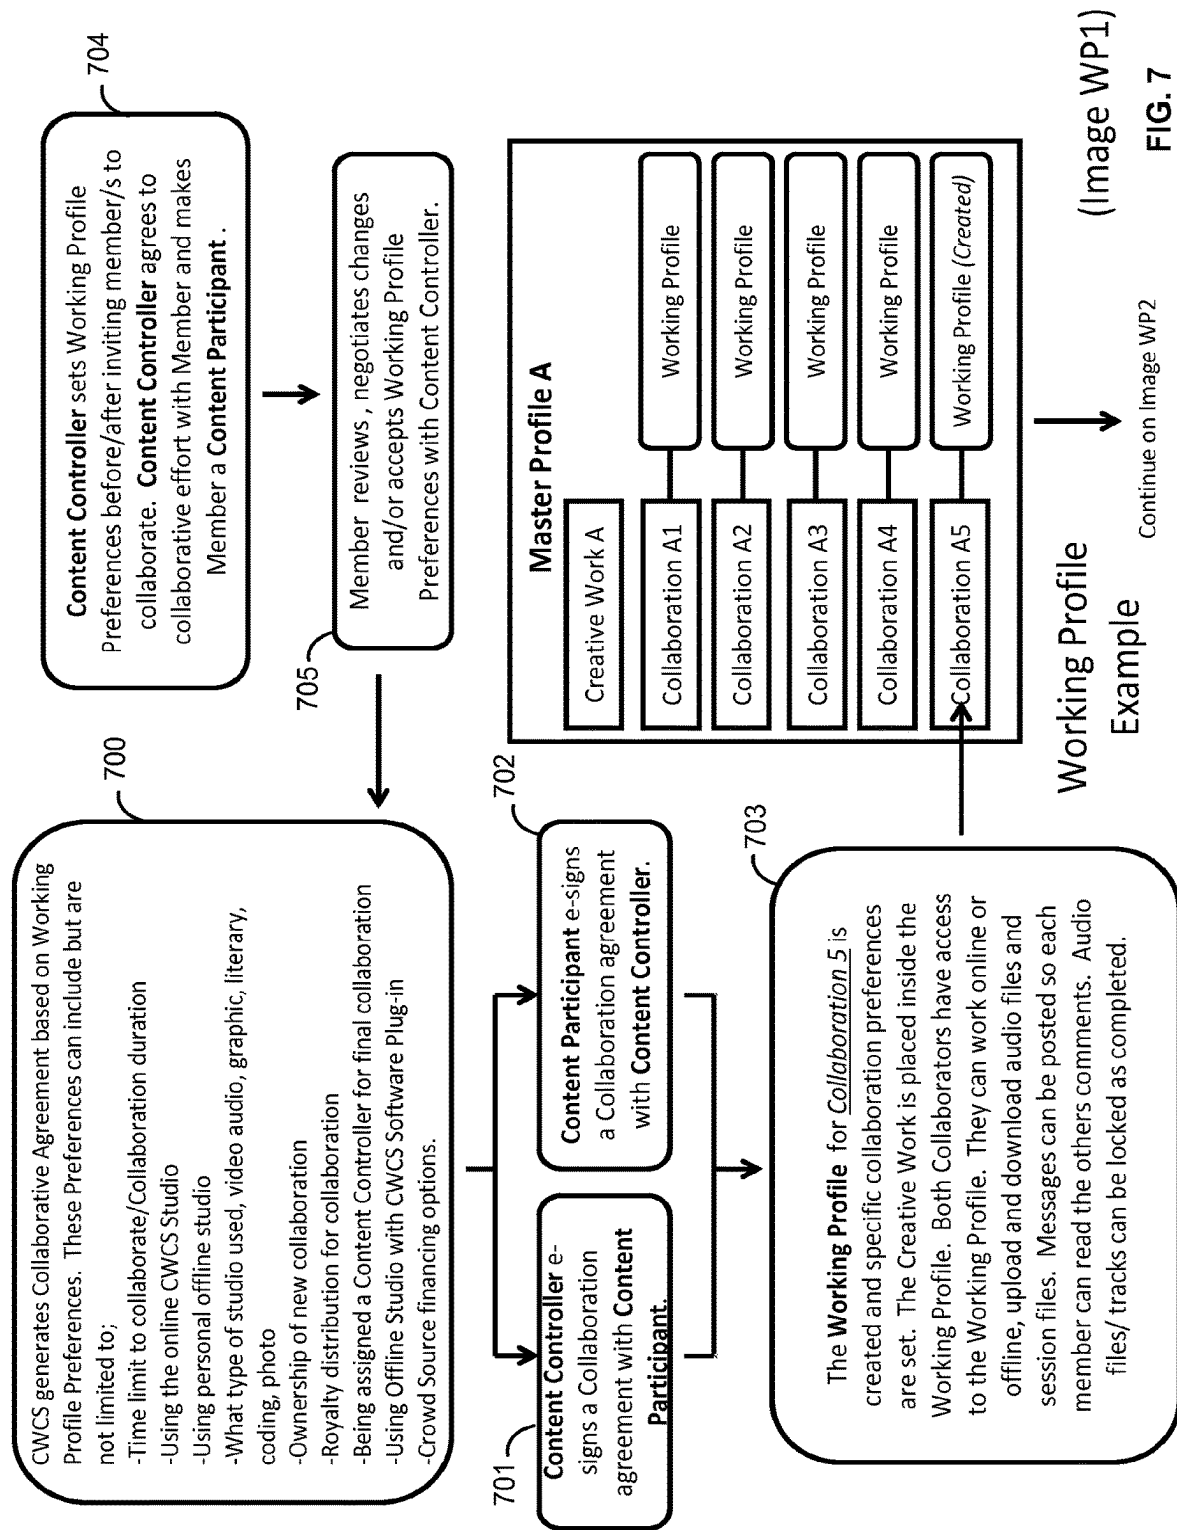 704
Content Controller sets Working Profile
Preferences before/after inviting member/s to
collaborate. Content Controller agrees to
collaborative effort with Member and makes
Member a Content Participant .
705
Member reviews , negotiates changes
and/or accepts Working Profile
Preferences with Content Controller.
700
CWCS generates Collaborative Agreement based on Working
Profile Preferences. These Preferences can include but are
not limited to;
-Time limit to collaborate/Collaboration duration
-Using the online CWCS Studio
-Using personal offline studio
-What type of studio used, video audio, graphic, literary,
coding, photo
-Ownership of new collaboration
-Royalty distribution for collaboration
-Being assigned a Content Controller for final collaboration
-Using Offline Studio with CWCS Software Plug-in
-Crowd Source financing options.
701
Content Controller e-
signs a Collaboration
agreement with Content
Participant.
702
Content Participant e-signs
a Collaboration agreement
with Content Controller.
703
The Working Profile for Collaboration 5 is
created and specific collaboration preferences
are set. The Creative Work is placed inside the
Working Profile. Both Collaborators have access
to the Working Profile. They can work online or
offline, upload and download audio files and
session files. Messages can be posted so each
member can read the others comments. Audio
files/ tracks can be locked as completed.
Master Profile A
Creative Work A
Collaboration A1
Working Profile
Collaboration A2
Working Profile
Collaboration A3
Working Profile
Collaboration A4
Working Profile
Collaboration A5
Working Profile (Created)
Working Profile
Example
Continue on Image WP2
(Image WP1)
FIG. 7